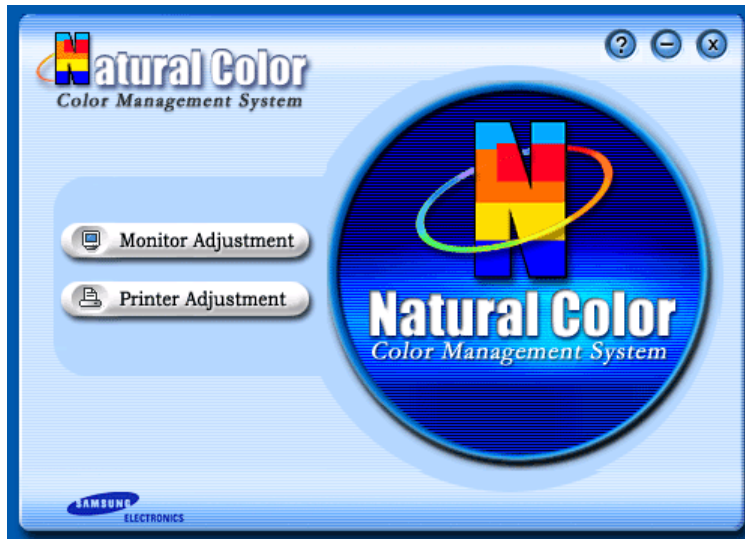 Natural Color
Color Management System
? – x
Monitor Adjustment
Printer Adjustment
N
Natural Color
Color Management System
SAMSUNG
ELECTRONICS